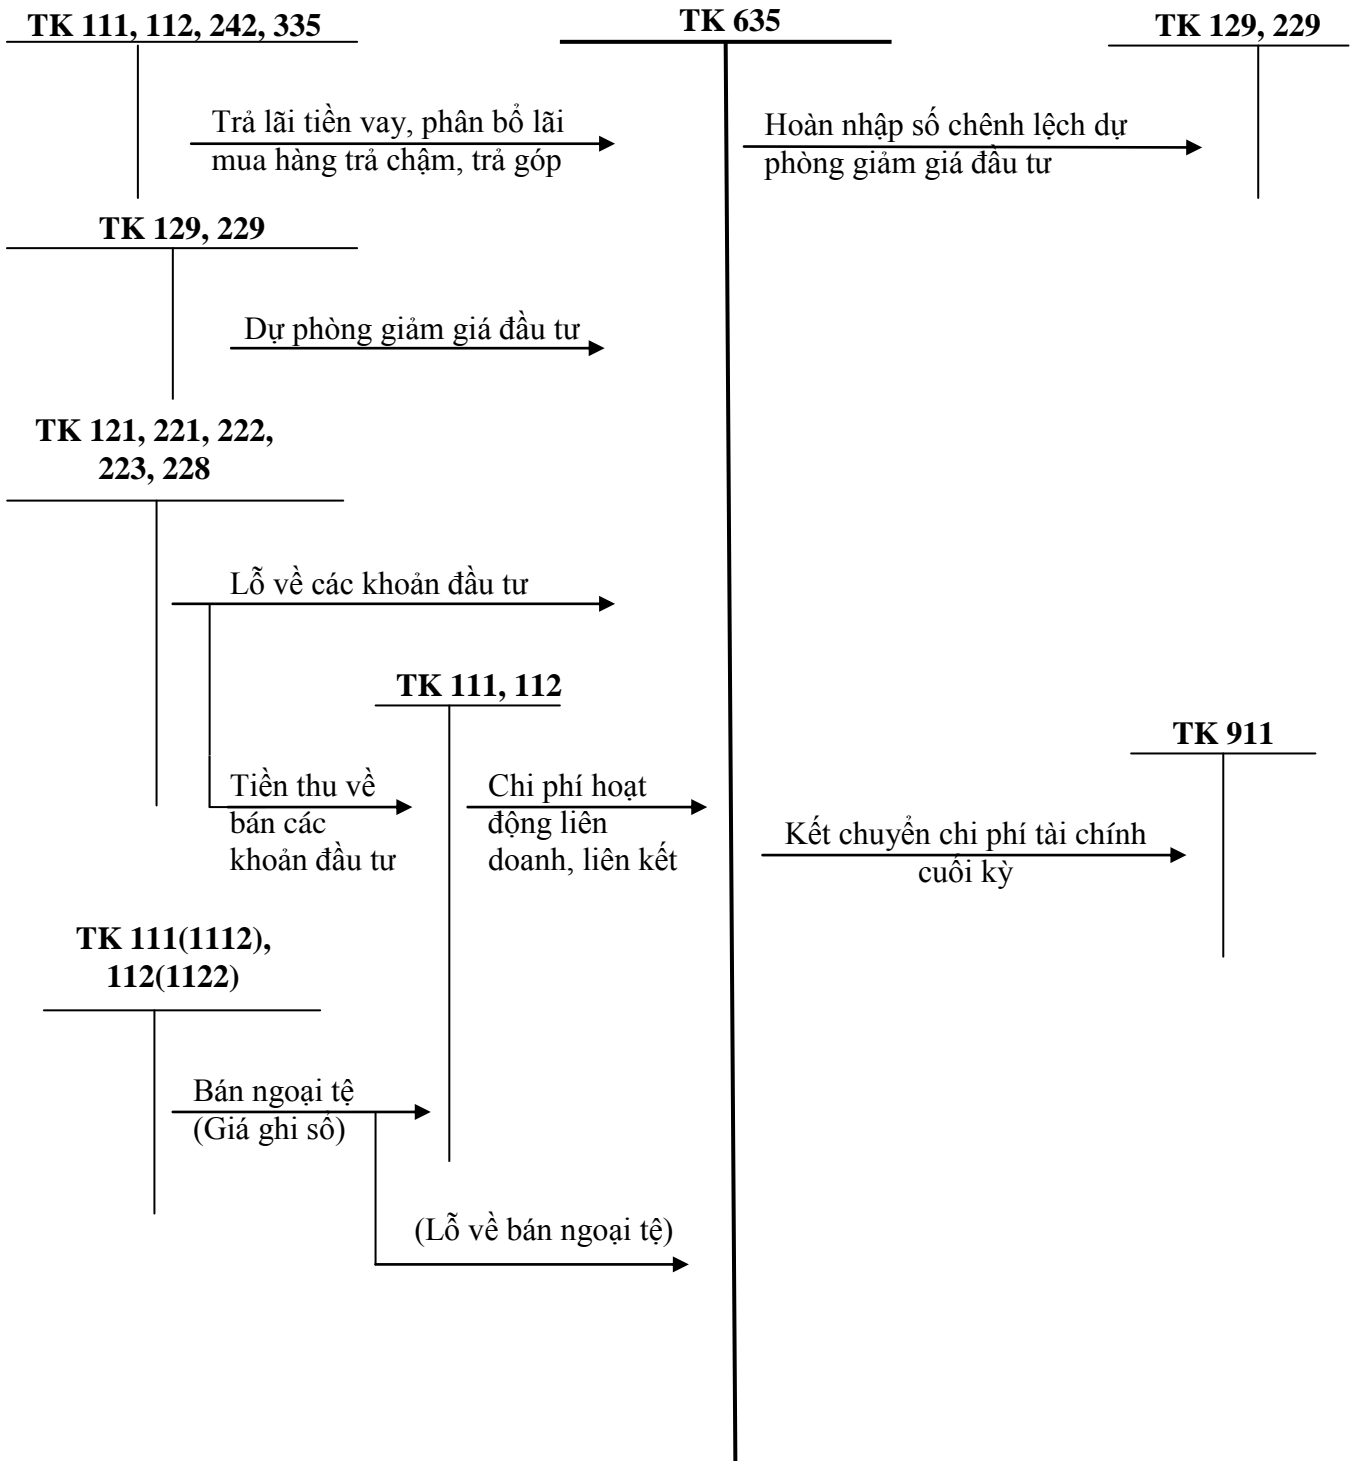 TK 111, 112, 242, 335
TK 635
TK 129, 229
Trả lãi tiền vay, phân bổ lãi
mua hàng trả chậm, trả góp
Hoàn nhập số chênh lệch dự
phòng giảm giá đầu tư
TK 129, 229
Dự phòng giảm giá đầu tư
TK 121, 221, 222,
223, 228
Lỗ về các khoản đầu tư
TK 111, 112
TK 911
Tiền thu về
bán các
khoản đầu tư
Chi phí hoạt
động liên
doanh, liên kết
Kết chuyển chi phí tài chính
cuối kỳ
TK 111(1112),
112(1122)
Bán ngoại tệ
(Giá ghi sổ)
(Lỗ về bán ngoại tệ)